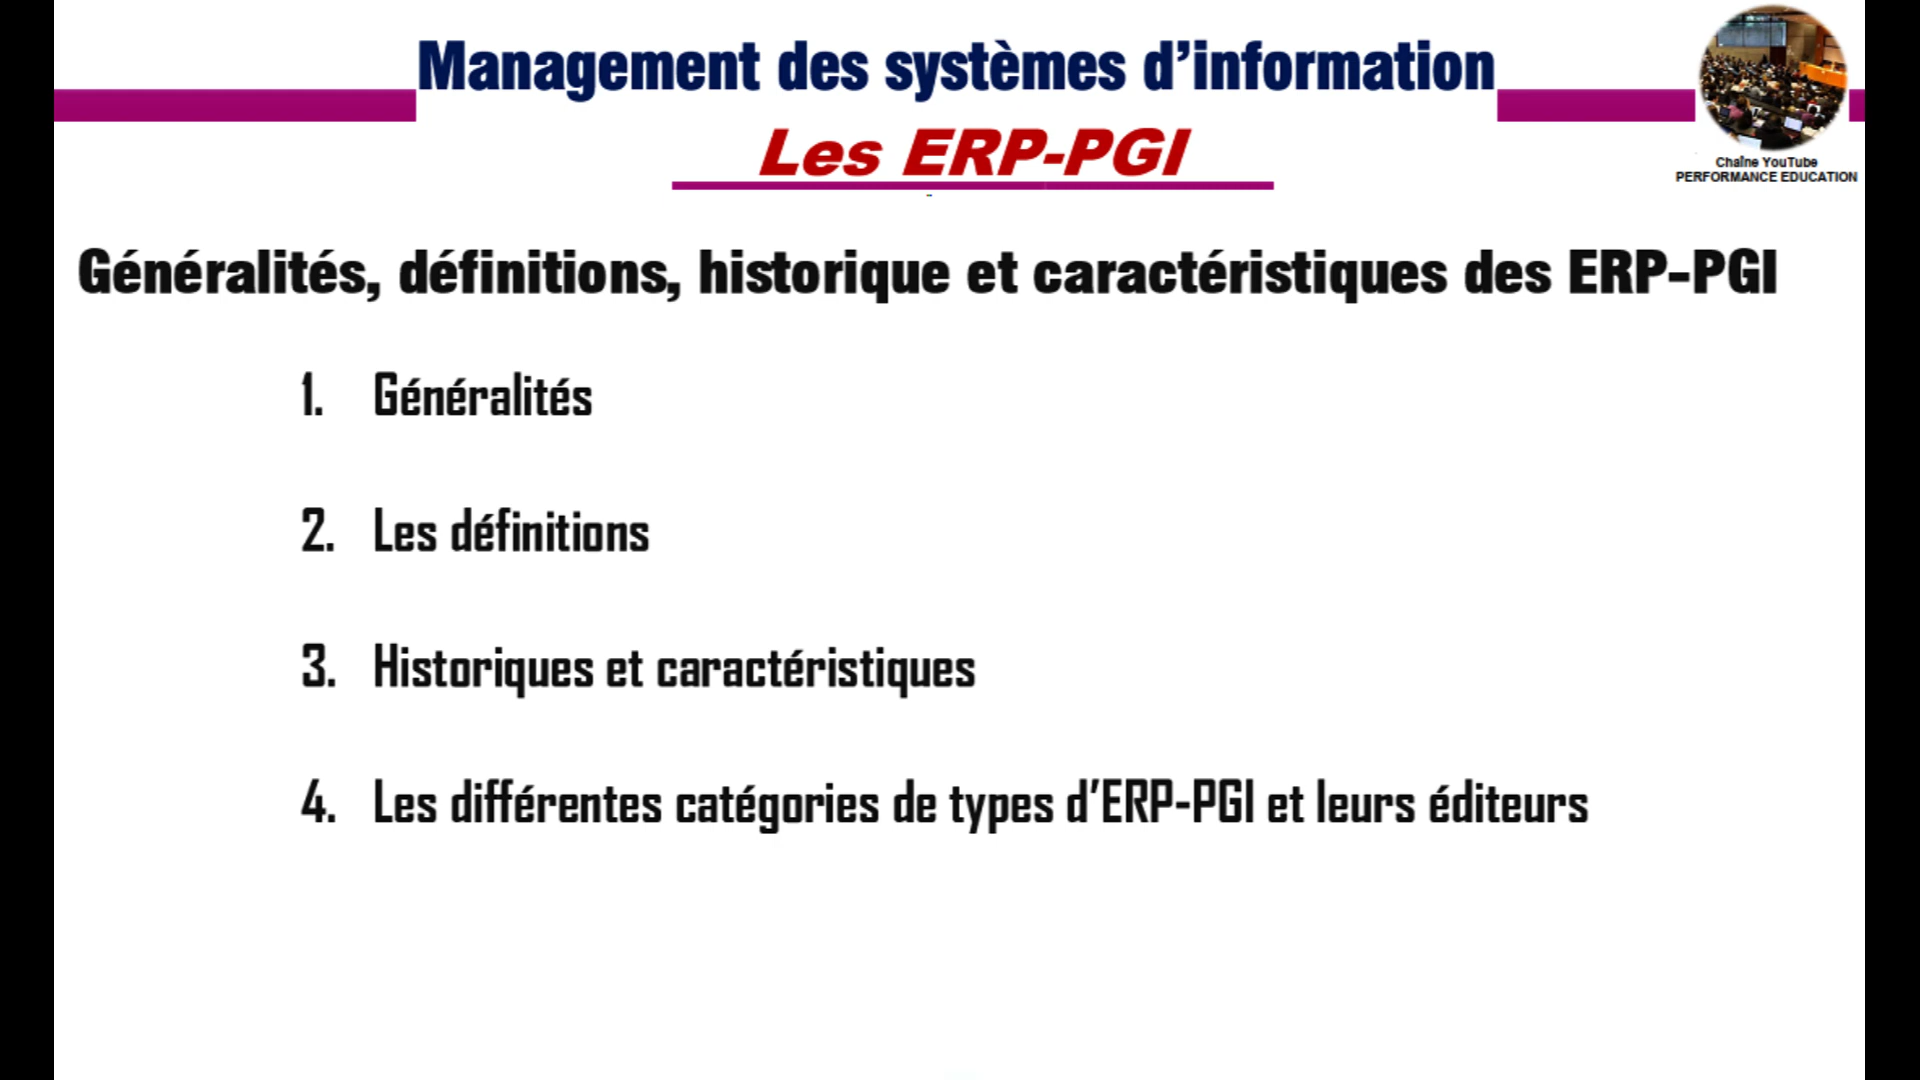 Management des systèmes d’information
Les ERP-PGI
Chaîne YouTube
PERFORMANCE EDUCATION
Généralités, définitions, historique et caractéristiques des ERP-PGI
1. Généralités
2. Les définitions
3. Historiques et caractéristiques
4. Les différentes catégories de types d’ERP-PGI et leurs éditeurs